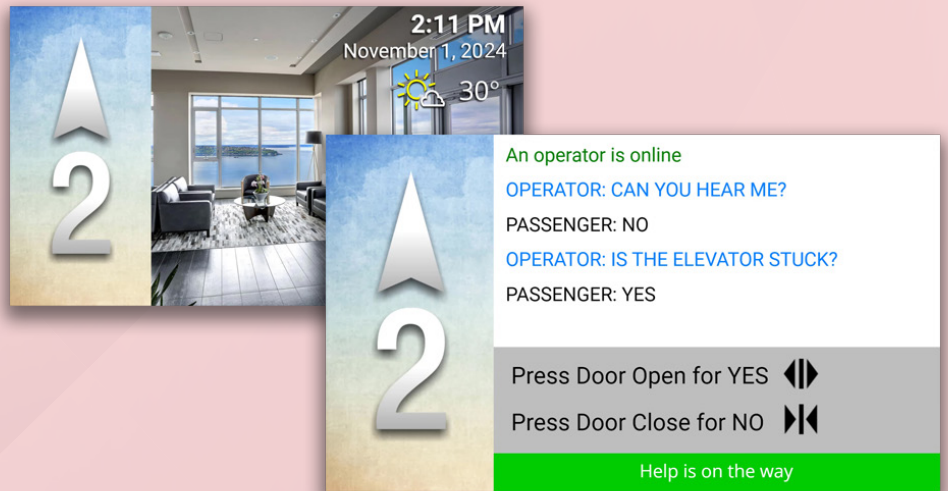 2
2:11 PM
November 1, 2024
30°
2
An operator is online
OPERATOR: CAN YOU HEAR ME?
PASSENGER: NO
OPERATOR: IS THE ELEVATOR STUCK?
PASSENGER: YES
Press Door Open for YES
Press Door Close for NO
Help is on the way